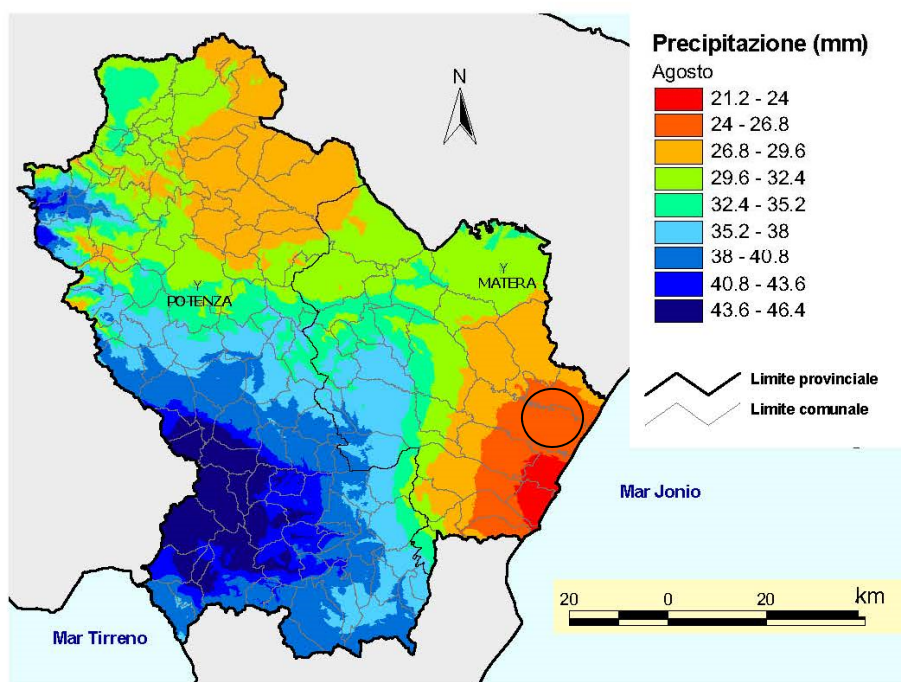 Precipitazione (mm)
Agosto
21.2 - 24
24 - 26.8
26.8 - 29.6
29.6 - 32.4
32.4 - 35.2
35.2 - 38
38 - 40.8
40.8 - 43.6
43.6 - 46.4
Limite provinciale
Limite comunale
N
Y
MATERA
Y
POTENZA
Mar Jonio
Mar Tirreno
20 0 20 km